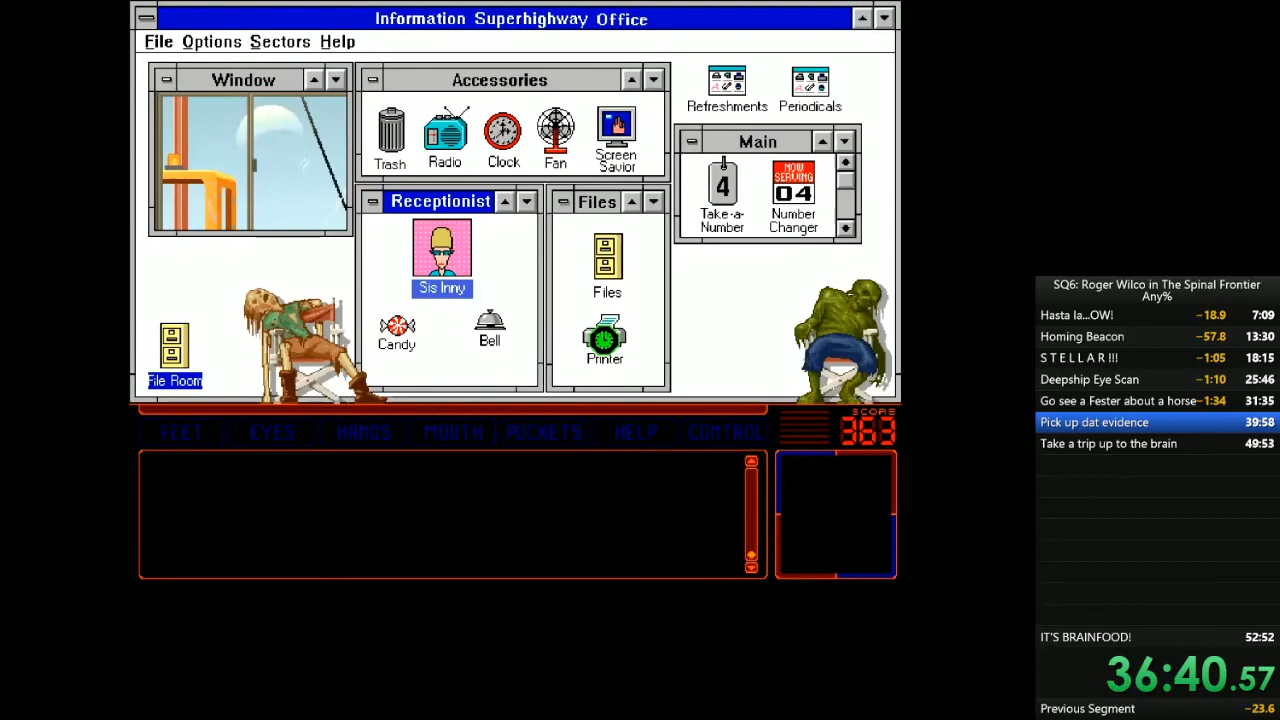 Information Superhighway Office
File Options Sectors Help
Window
Accessories
Trash
Radio
Clock
Fan
Screen
Savior
Refreshments
Periodicals
Main
4
Take-a-
Number
NOW
SERVING
04
Number
Changer
Receptionist
Sis Inny
Candy
Bell
Files
Files
Printer
File Room
FEET EYES HANDS MOUTH POCKETS HELP CONTROL
SCORE
363
SQ6: Roger Wilco in The Spinal Frontier
Any%
Hasta la...OW! −18.9 7:09
Homing Beacon −57.8 13:30
S T E L L A R !!! −1:05 18:15
Deepship Eye Scan −1:10 25:46
Go see a Fester about a horse −1:34 31:35
Pick up dat evidence 39:58
Take a trip up to the brain 49:53
IT'S BRAINFOOD! 52:52
36:40.57
Previous Segment −23.6